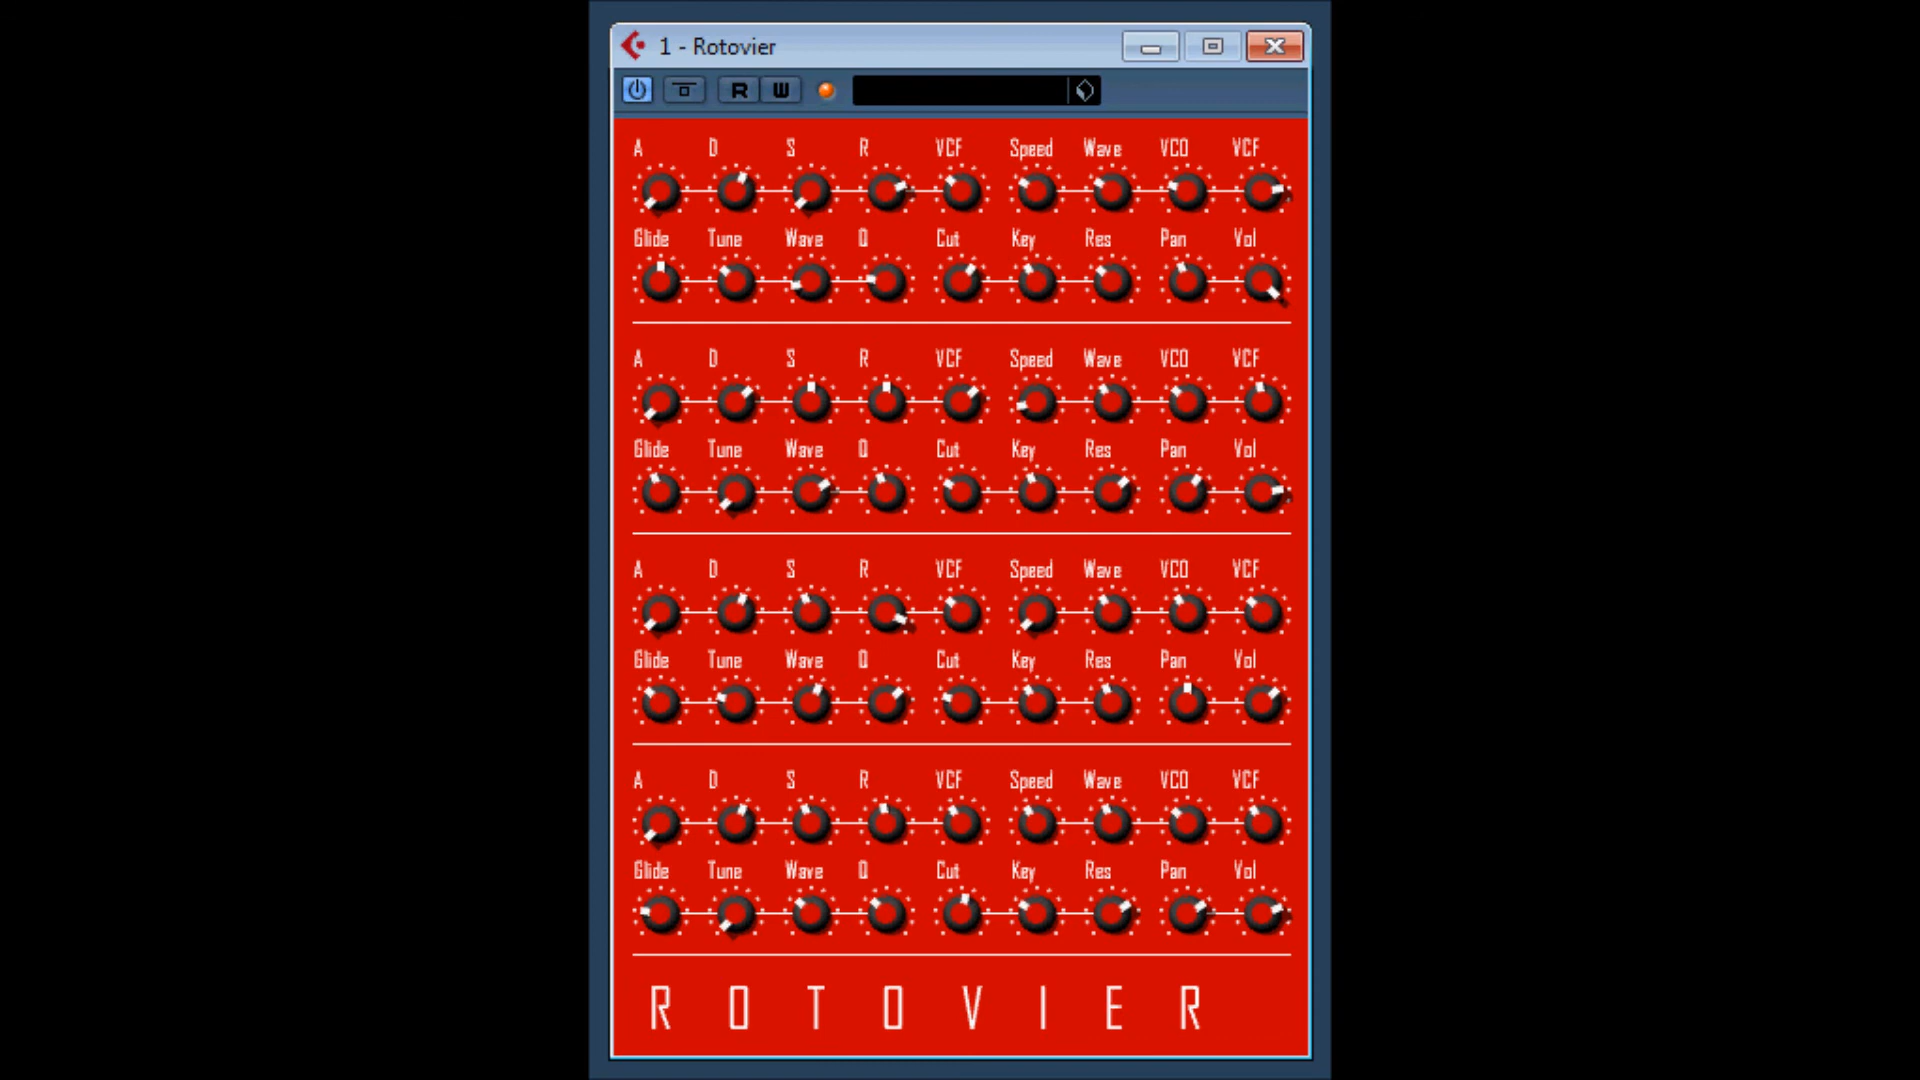 1 - Rotovier
R W
A D S R VCF Speed Wave VCO VCF
Glide Tune Wave Q Cut Key Res Pan Vol
A D S R VCF Speed Wave VCO VCF
Glide Tune Wave Q Cut Key Res Pan Vol
A D S R VCF Speed Wave VCO VCF
Glide Tune Wave Q Cut Key Res Pan Vol
A D S R VCF Speed Wave VCO VCF
Glide Tune Wave Q Cut Key Res Pan Vol
ROTOVIER